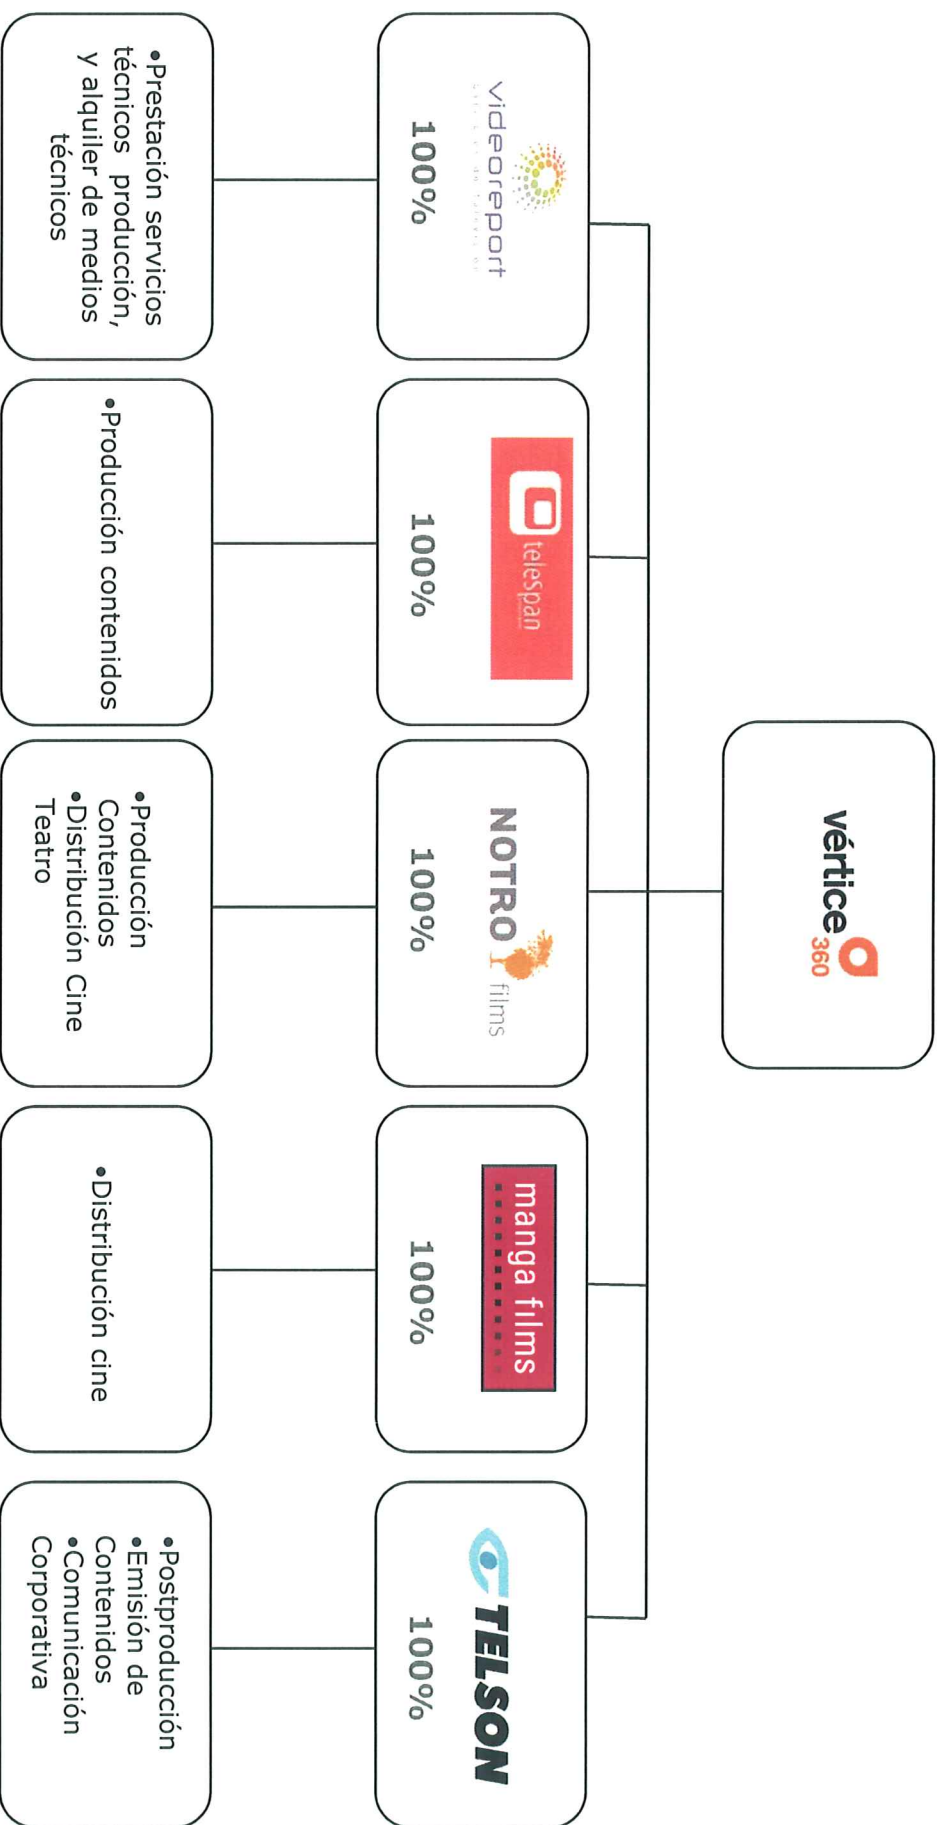 vértice
360
videoreport
100%
teleSpan
100%
NOTRO films
100%
manga films
100%
TELSON
100%
•Prestación servicios
técnicos producción,
y alquiler de medios
técnicos
•Producción contenidos
•Producción
Contenidos
•Distribución Cine
Teatro
•Distribución cine
•Postproducción
•Emisión de
Contenidos
•Comunicación
Corporativa